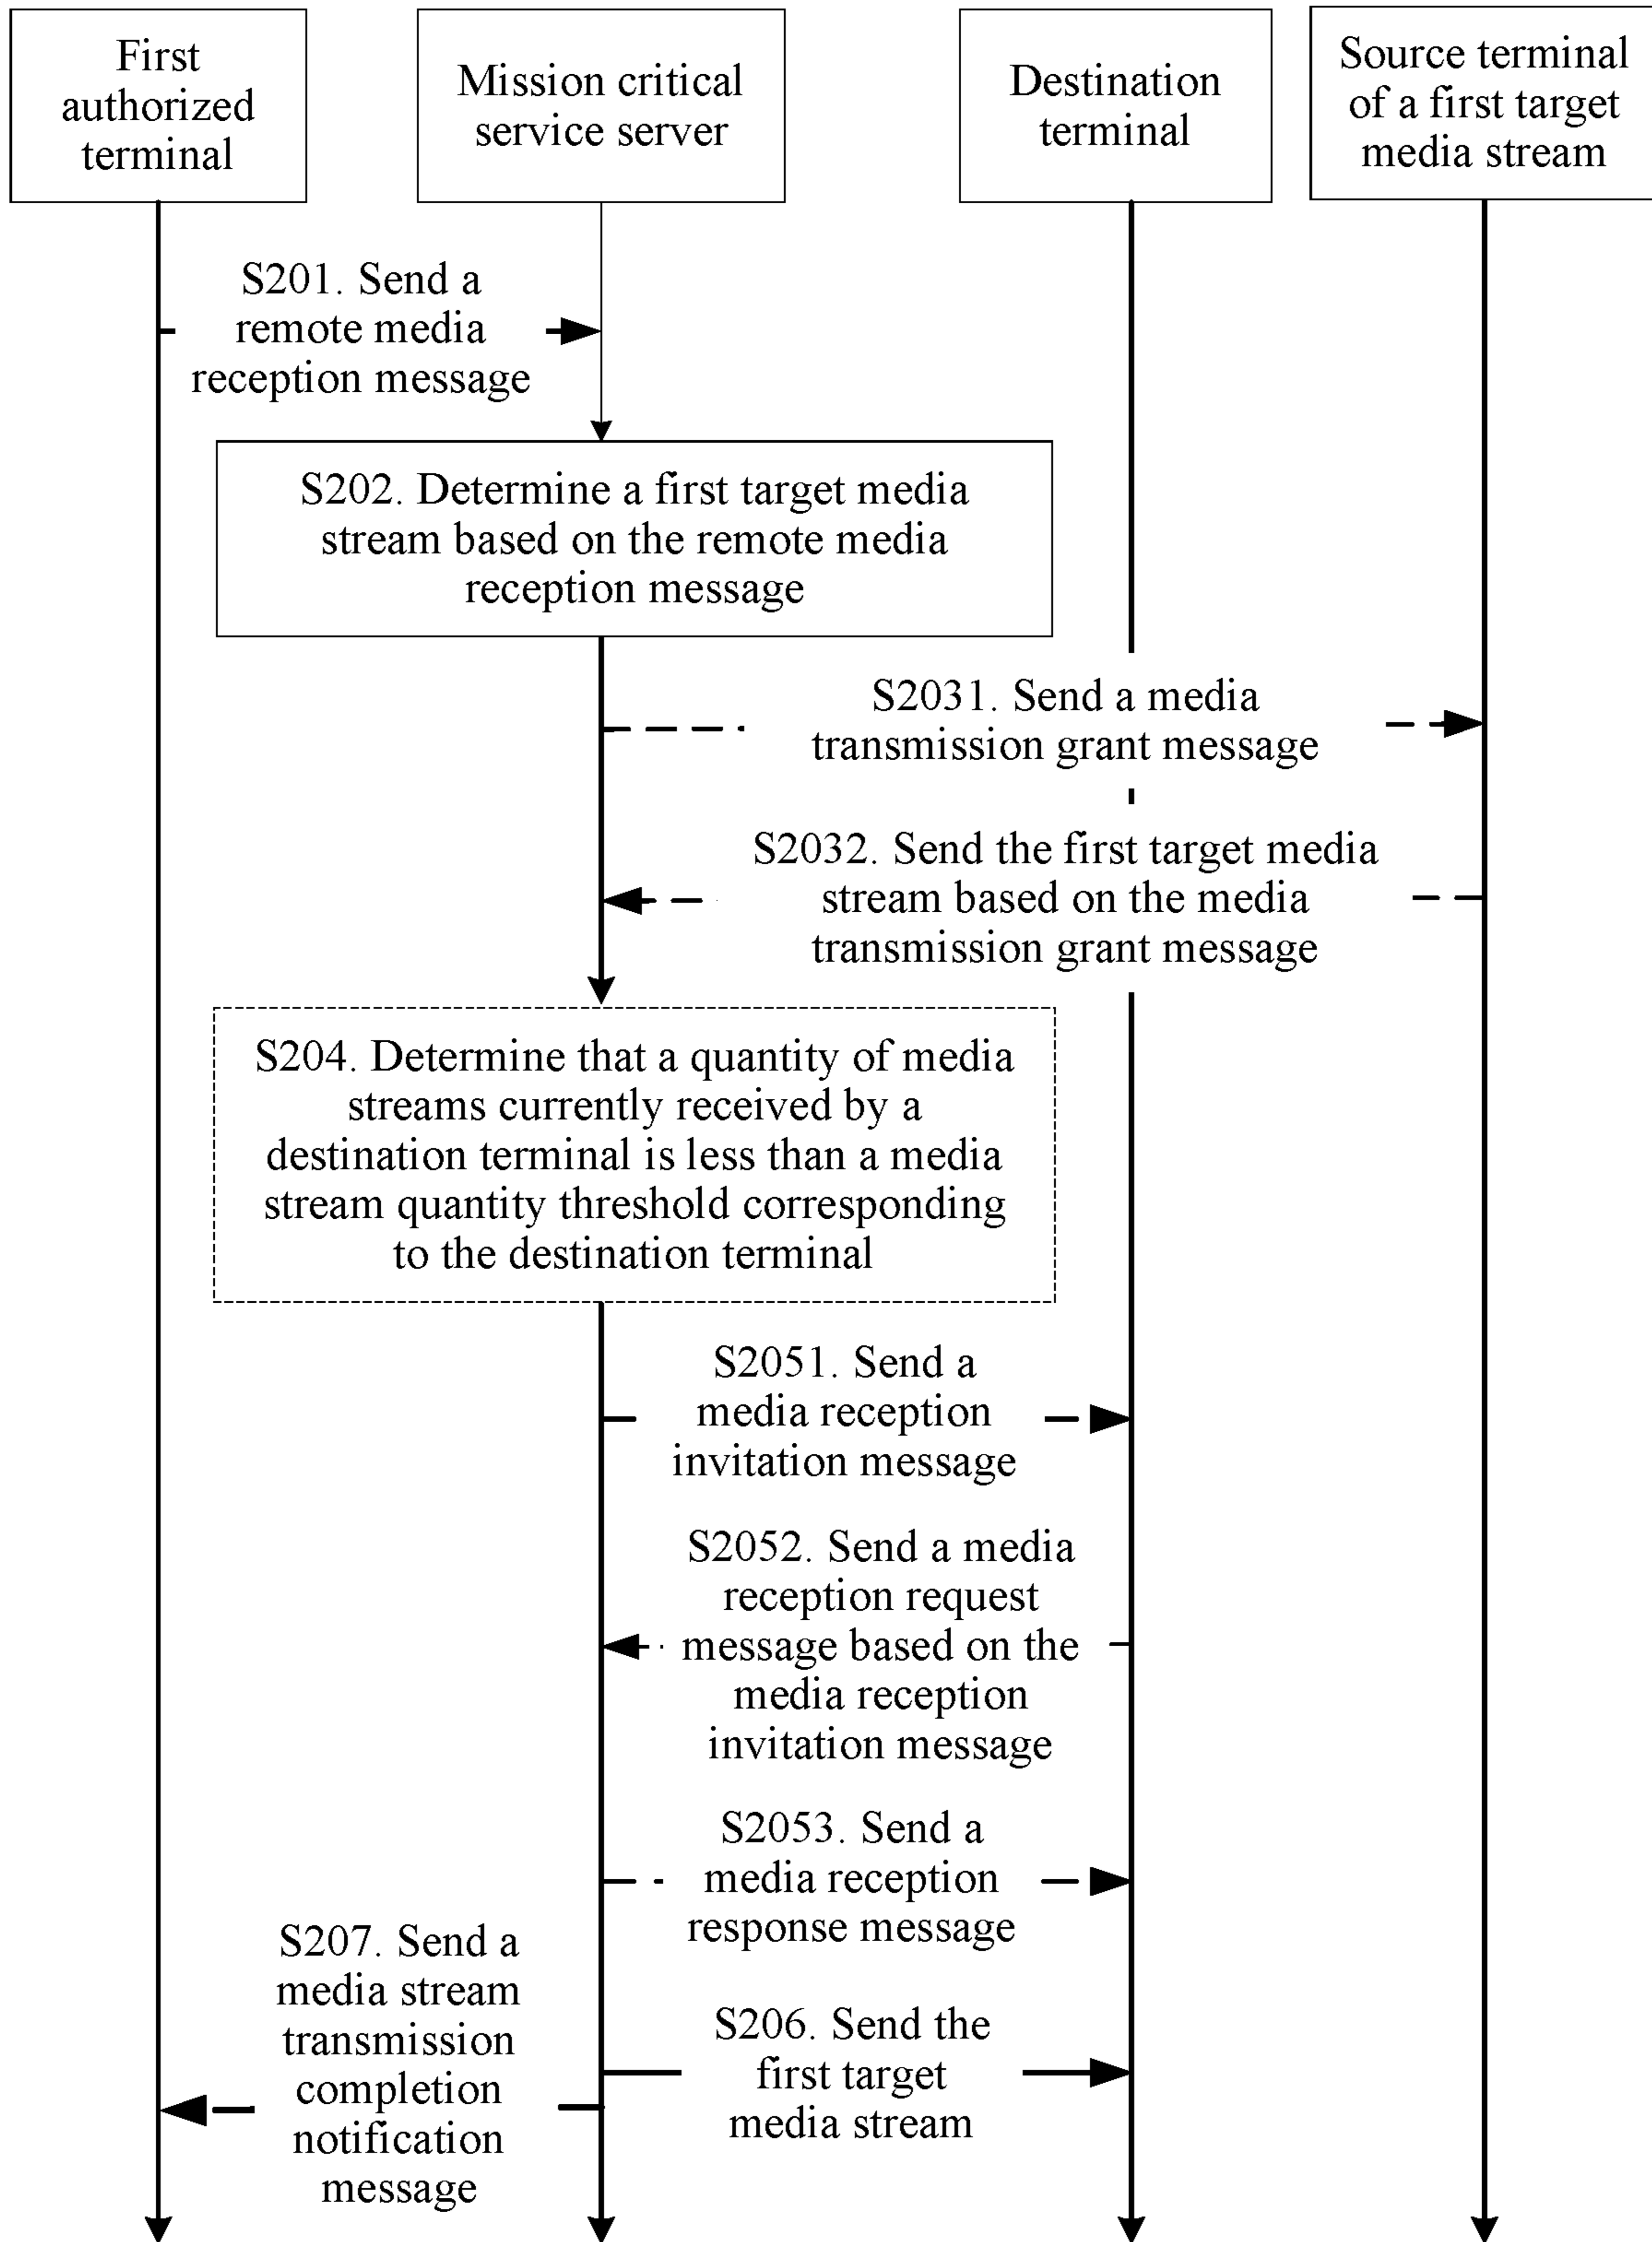 First
authorized
terminal
Mission critical
service server
Destination
terminal
Source terminal
of a first target
media stream
S201. Send a
remote media
reception message
S202. Determine a first target media
stream based on the remote media
reception message
S2031. Send a media
transmission grant message
S2032. Send the first target media
stream based on the media
transmission grant message
S204. Determine that a quantity of media
streams currently received by a
destination terminal is less than a media
stream quantity threshold corresponding
to the destination terminal
S2051. Send a
media reception
invitation message
S2052. Send a media
reception request
message based on the
media reception
invitation message
S2053. Send a
media reception
response message
S207. Send a
media stream
transmission
completion
notification
message
S206. Send the
first target
media stream